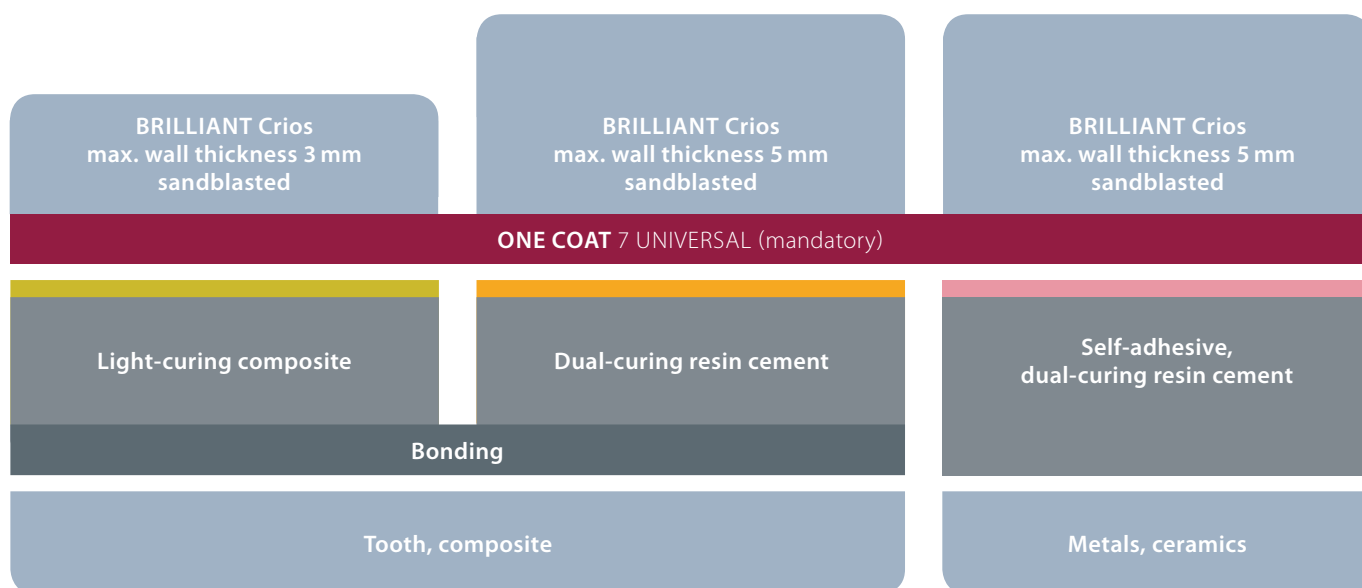 BRILLIANT Crios
max. wall thickness 3 mm
sandblasted
BRILLIANT Crios
max. wall thickness 5 mm
sandblasted
BRILLIANT Crios
max. wall thickness 5 mm
sandblasted
ONE COAT 7 UNIVERSAL (mandatory)
Light-curing composite
Dual-curing resin cement
Self-adhesive,
dual-curing resin cement
Bonding
Tooth, composite
Metals, ceramics